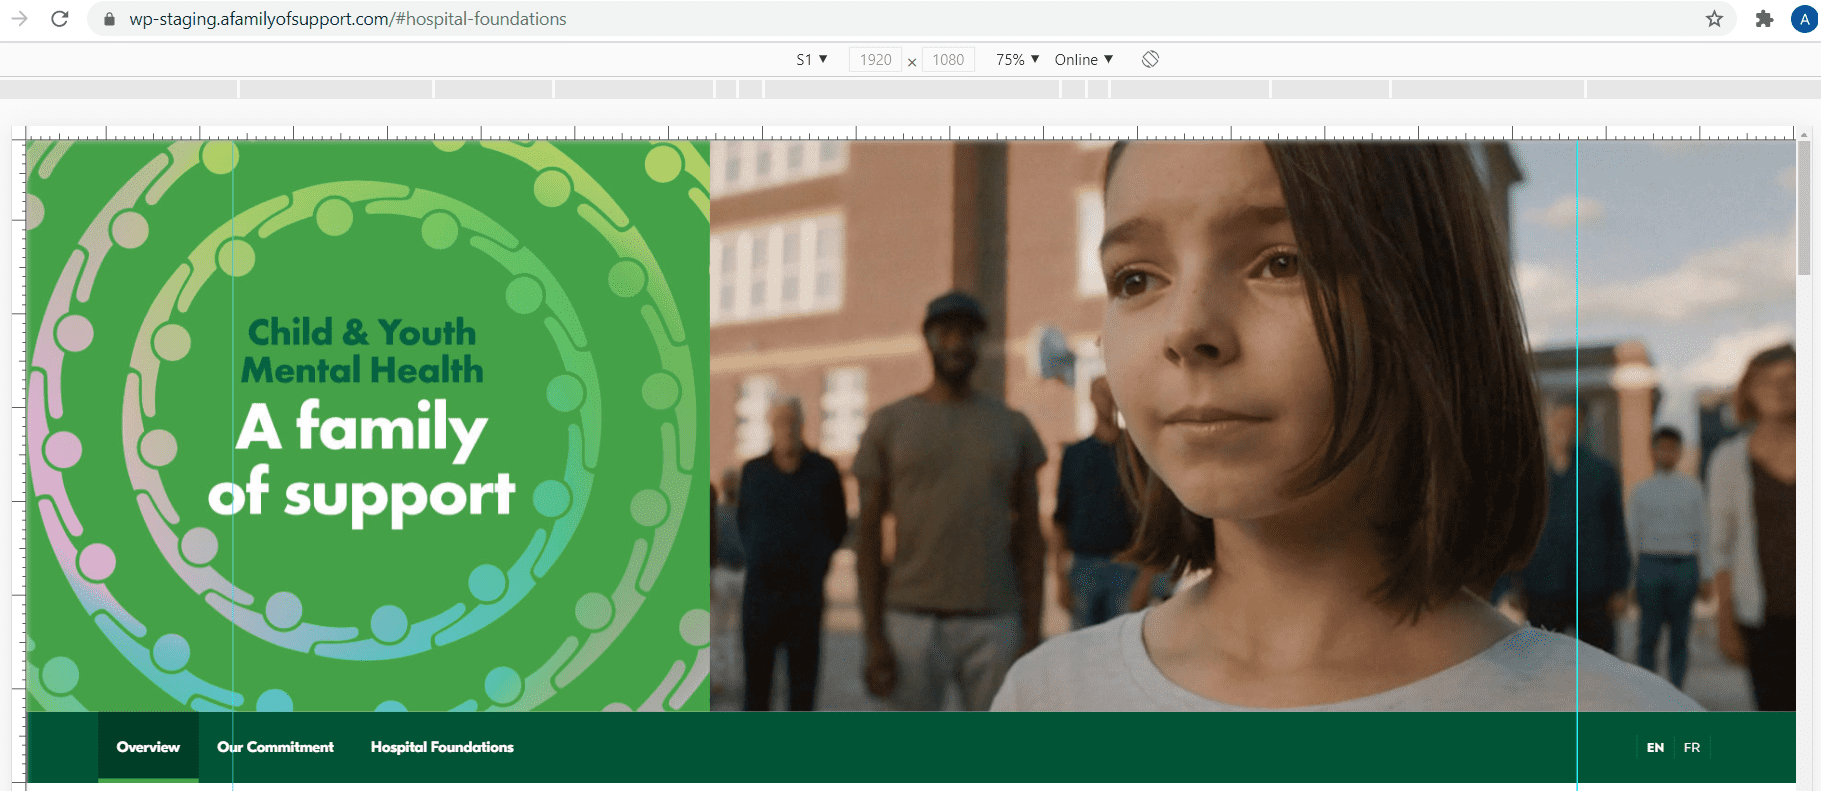 wp-staging.afamilyofsupport.com/#hospital-foundations
A
S1 ▼ 1920 × 1080 75% ▼ Online ▼
Child & Youth
Mental Health
A family
of support
Overview Our Commitment Hospital Foundations EN FR